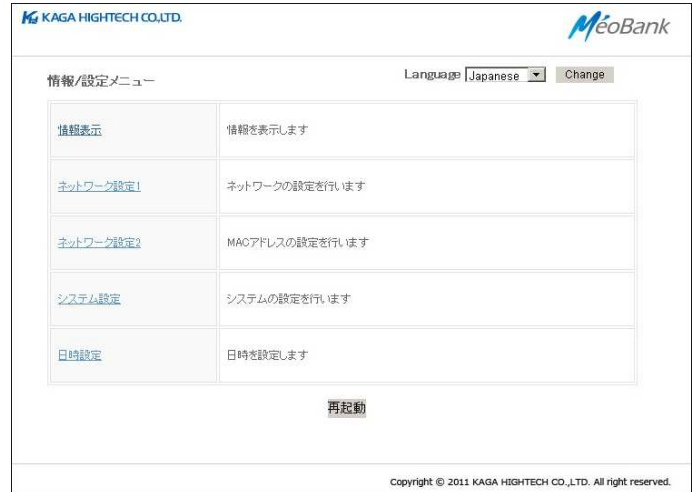 KAGA HIGHTECH CO.,LTD.
MéoBank
情報/設定メニュー
Language Japanese Change
情報表示 情報を表示します
ネットワーク設定1 ネットワークの設定を行います
ネットワーク設定2 MACアドレスの設定を行います
システム設定 システムの設定を行います
日時設定 日時を設定します
再起動
Copyright © 2011 KAGA HIGHTECH CO.,LTD. All right reserved.